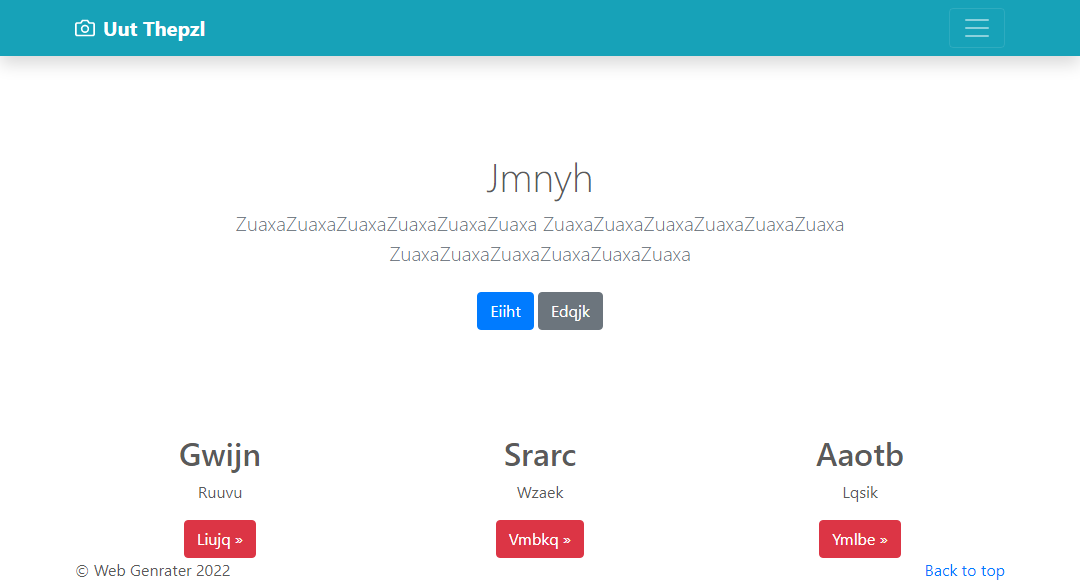 Uut Thepzl
Jmnyh
ZuaxaZuaxaZuaxaZuaxaZuaxaZuaxa ZuaxaZuaxaZuaxaZuaxaZuaxaZuaxa
ZuaxaZuaxaZuaxaZuaxaZuaxaZuaxa
Eiiht Edqjk
Gwijn Srarc Aaotb
Ruuvu Wzaek Lqsik
Liujq » Vmbkq » Ymlbe »
© Web Genrater 2022 Back to top